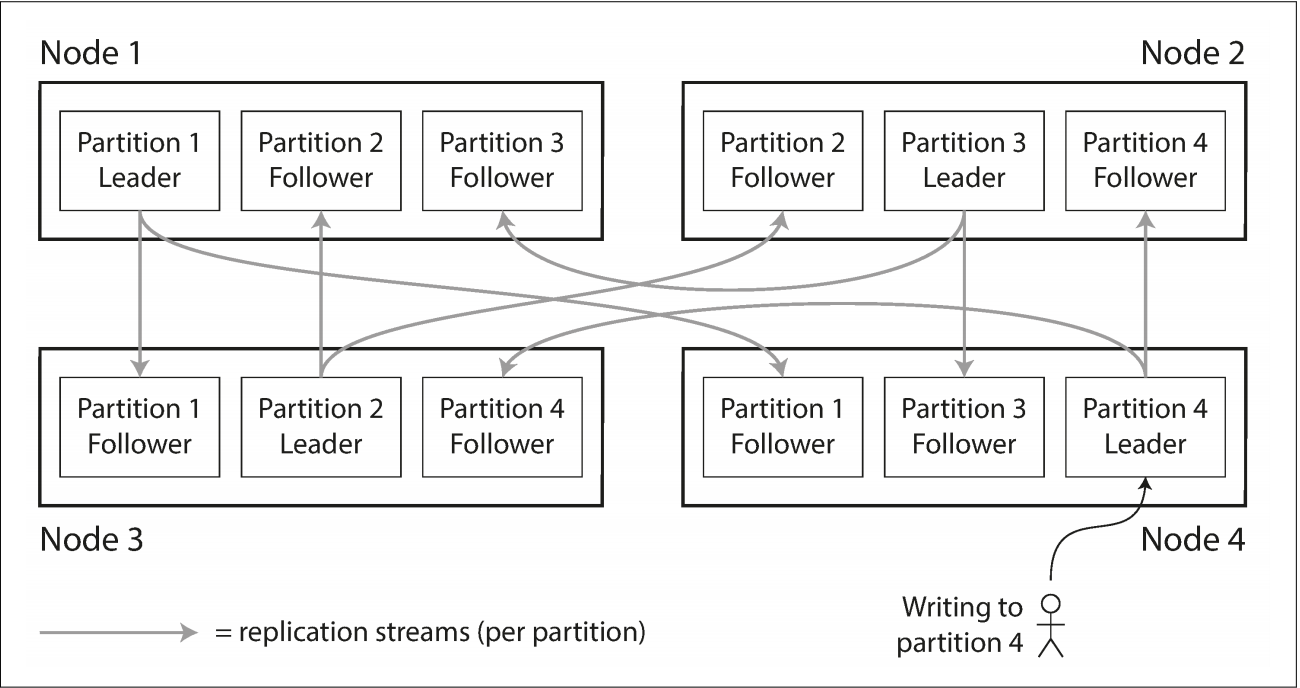 Node 1
Node 2
Partition 1
Leader
Partition 2
Follower
Partition 3
Follower
Partition 2
Follower
Partition 3
Leader
Partition 4
Follower
Partition 1
Follower
Partition 2
Leader
Partition 4
Follower
Partition 1
Follower
Partition 3
Follower
Partition 4
Leader
Node 3
Node 4
= replication streams (per partition)
Writing to
partition 4